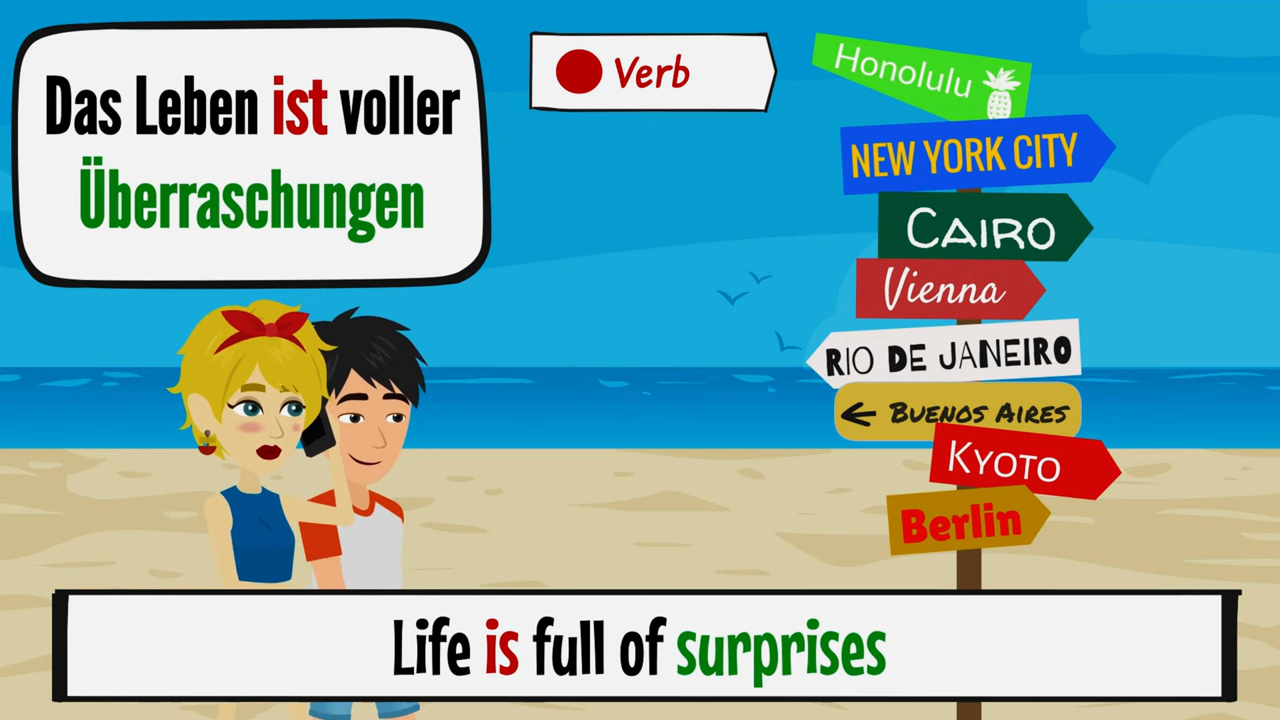 Das Leben ist voller
Überraschungen
Verb
Honolulu
NEW YORK CITY
CAIRO
Vienna
RIO DE JANEIRO
← BUENOS AIRES
KYOTO
Berlin
Life is full of surprises